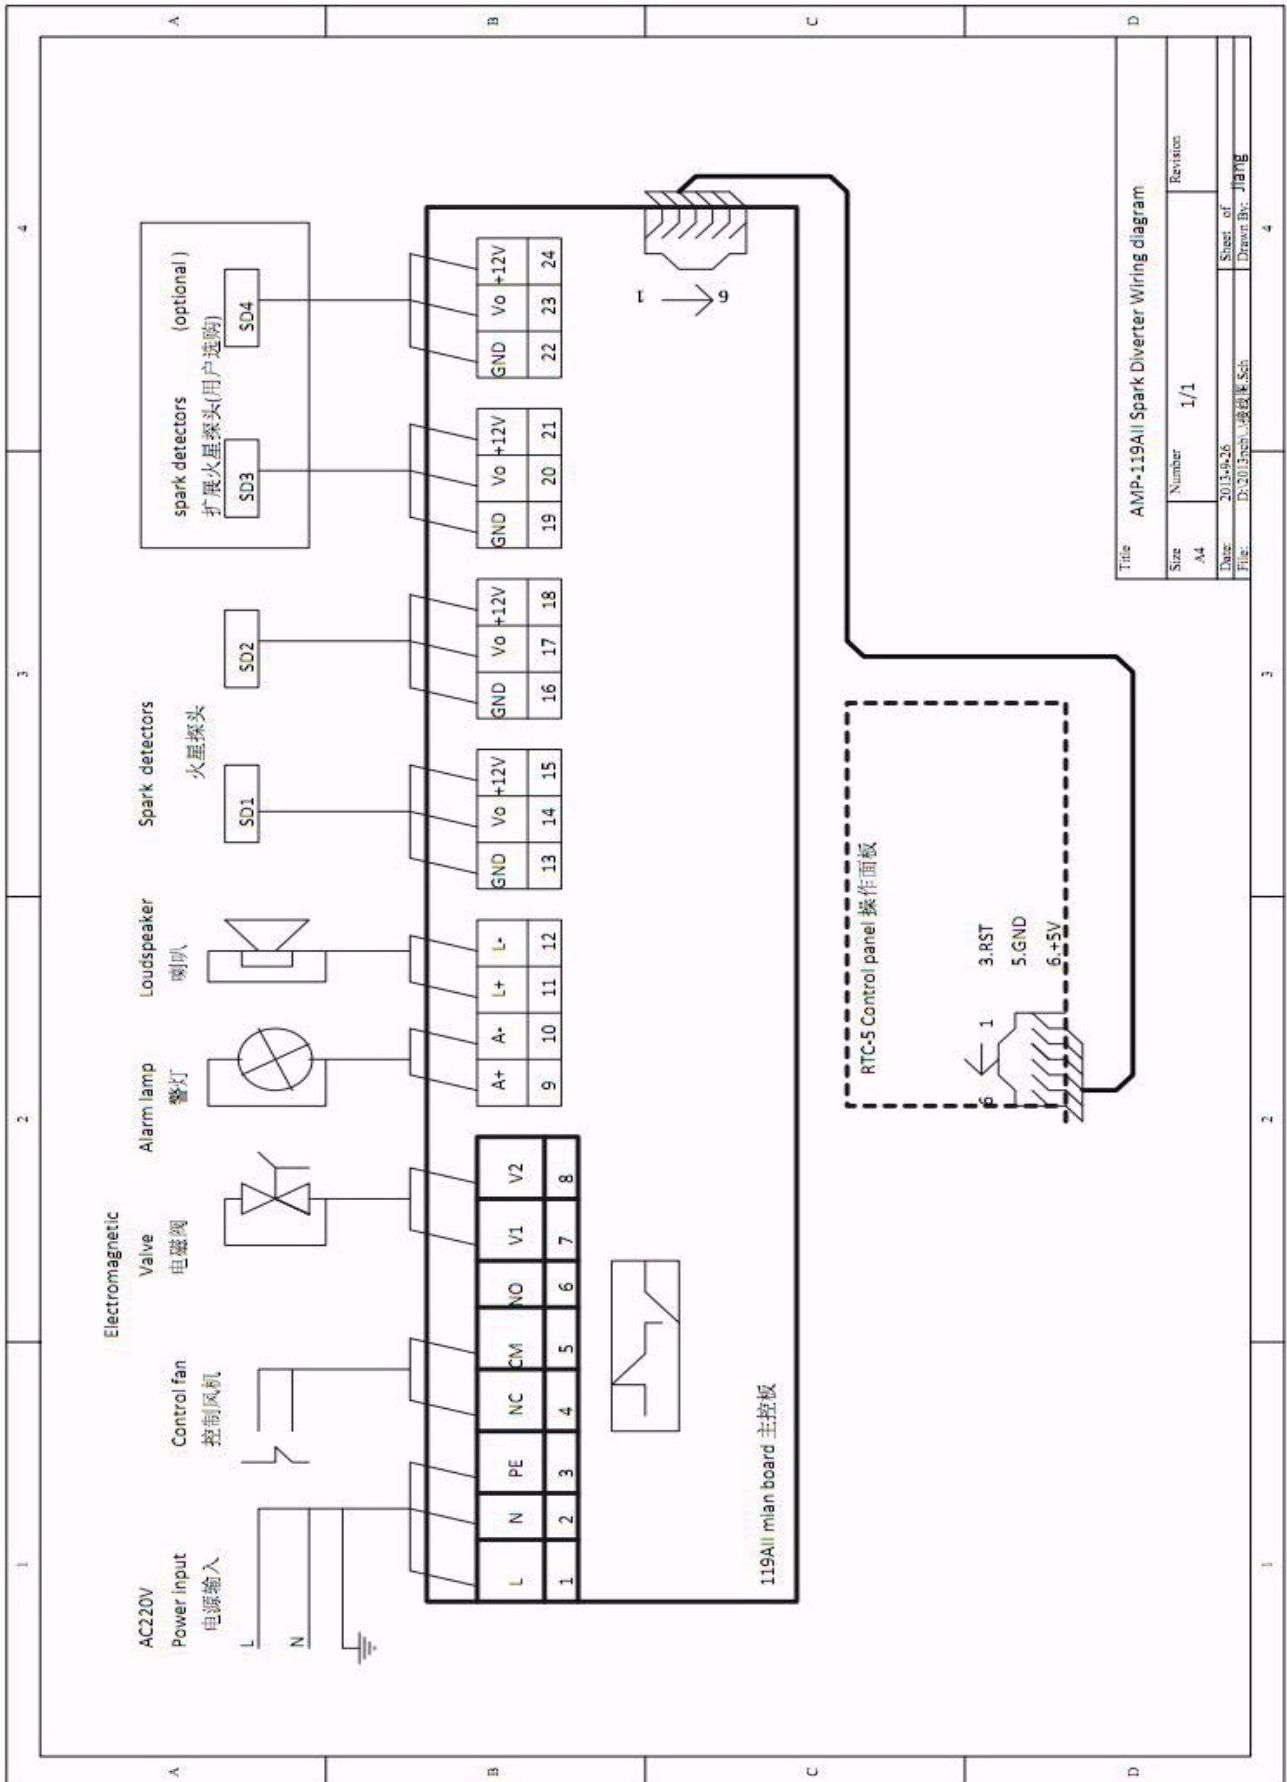 1
2
3
4
A
B
C
D
AC220V
Power input
电源输入
L
N
Control fan
控制风机
Electromagnetic
Valve
电磁阀
Alarm lamp
警灯
Loudspeaker
喇叭
Spark detectors
火星探头
SD1
SD2
spark detectors (optional )
扩展火星探头(用户选购)
SD3
SD4
L N PE NC CM NO V1 V2
1 2 3 4 5 6 7 8
A+ A- L+ L-
9 10 11 12
GND Vo +12V
13 14 15
GND Vo +12V
16 17 18
GND Vo +12V
19 20 21
GND Vo +12V
22 23 24
1
6
119AII mian board 主控板
RTC-5 Control panel 操作面板
6 1
3.RST
5.GND
6.+5V
Title
AMP-119AII Spark Diverter Wiring diagram
Size Number Revision
A4 1/1
Date: 2013-9-26 Sheet of
File: Drawn By: Jiang
1
2
3
4
A
B
C
D